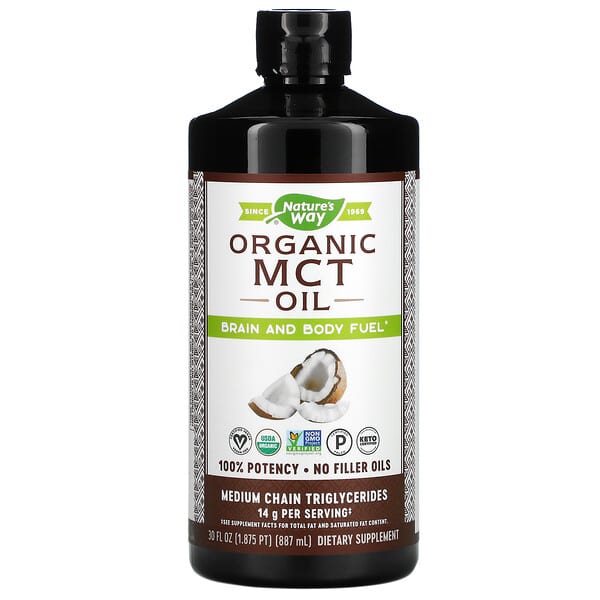 SINCE Nature's Way® 1969
ORGANIC
MCT
OIL
BRAIN AND BODY FUEL*
USDA
ORGANIC
NON
GMO
Project
VERIFIED
P
KETO
CERTIFIED
100% POTENCY • NO FILLER OILS
MEDIUM CHAIN TRIGLYCERIDES
14 g PER SERVING‡
‡SEE SUPPLEMENT FACTS FOR TOTAL FAT AND SATURATED FAT CONTENT.
30 FL OZ (1.875 PT) (887 mL) DIETARY SUPPLEMENT